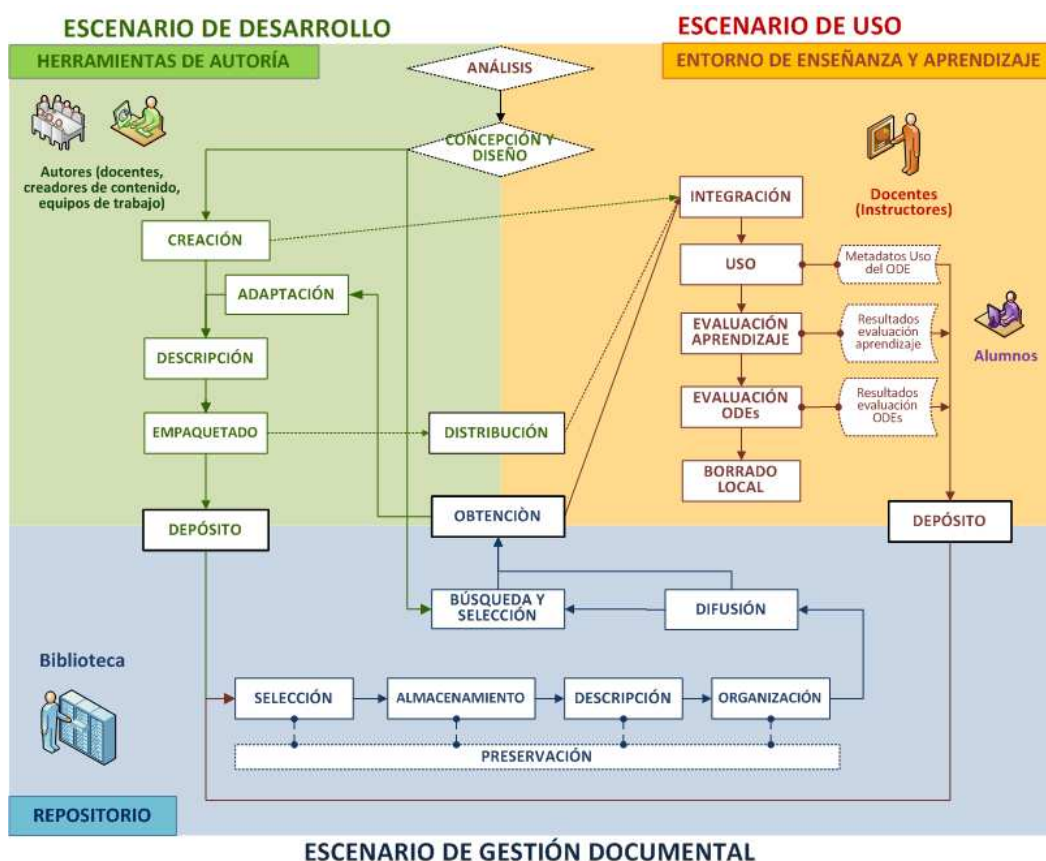 ESCENARIO DE DESARROLLO
ESCENARIO DE USO
HERRAMIENTAS DE AUTORÍA
ENTORNO DE ENSEÑANZA Y APRENDIZAJE
ANÁLISIS
CONCEPCIÓN Y
DISEÑO
Autores (docentes,
creadores de contenido,
equipos de trabajo)
Docentes
(Instructores)
INTEGRACIÓN
CREACIÓN
USO
Metadatos Uso
del ODE
ADAPTACIÓN
EVALUACIÓN
APRENDIZAJE
Resultados
evaluación
aprendizaje
Alumnos
DESCRIPCIÓN
EVALUACIÓN
ODEs
Resultados
evaluación
ODEs
EMPAQUETADO
DISTRIBUCIÓN
BORRADO
LOCAL
DEPÓSITO
OBTENCIÒN
DEPÓSITO
BÚSQUEDA Y
SELECCIÓN
DIFUSIÓN
Biblioteca
SELECCIÓN
ALMACENAMIENTO
DESCRIPCIÓN
ORGANIZACIÓN
PRESERVACIÓN
REPOSITORIO
ESCENARIO DE GESTIÓN DOCUMENTAL